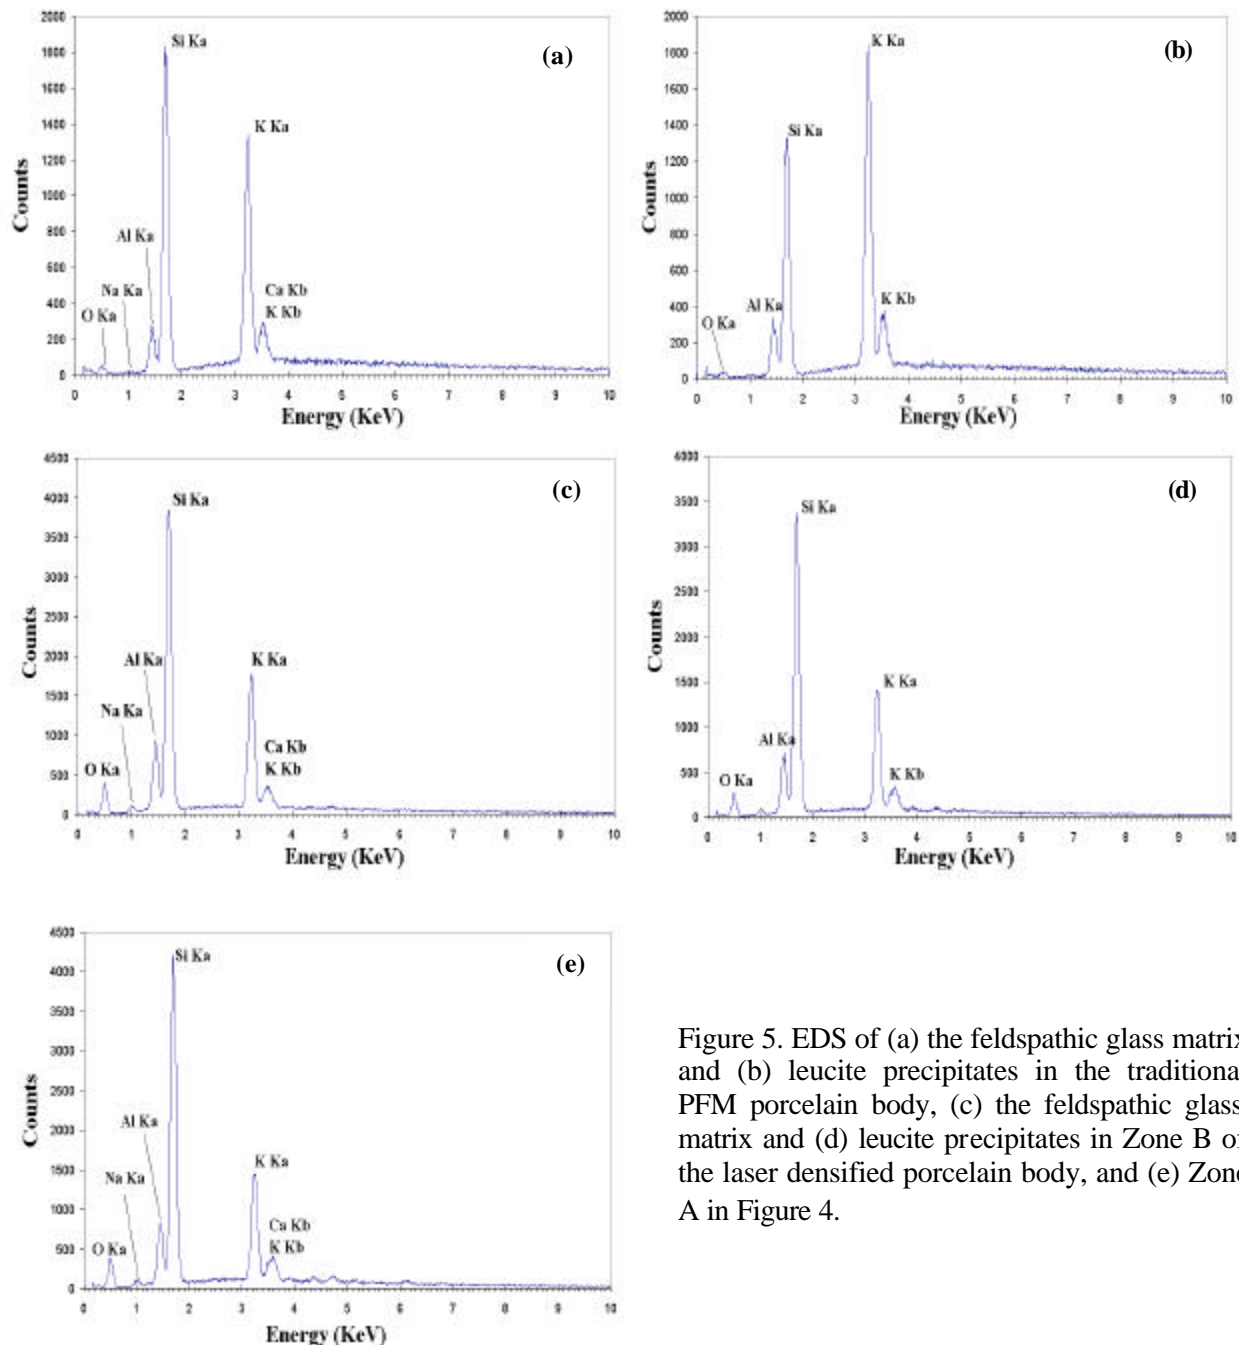 (a)
2000
1800
1600
1400
1200
1000
800
600
400
200
0
Counts
Si Ka
K Ka
Al Ka
Na Ka
O Ka
Ca Kb
K Kb
0 1 2 3 4 5 6 7 8 9 10
Energy (KeV)
(b)
2000
1800
1600
1400
1200
1000
800
600
400
200
0
Counts
K Ka
Si Ka
Al Ka
K Kb
O Ka
0 1 2 3 4 5 6 7 8 9 10
Energy (KeV)
(c)
4500
4000
3500
3000
2500
2000
1500
1000
500
0
Counts
Si Ka
Al Ka
K Ka
Na Ka
Ca Kb
K Kb
O Ka
0 1 2 3 4 5 6 7 8 9 10
Energy (KeV)
(d)
4000
3500
3000
2500
2000
1500
1000
500
0
Counts
Si Ka
K Ka
Al Ka
K Kb
O Ka
0 1 2 3 4 5 6 7 8 9 10
Energy (KeV)
(e)
4500
4000
3500
3000
2500
2000
1500
1000
500
0
Counts
Si Ka
Al Ka
K Ka
Na Ka
Ca Kb
K Kb
O Ka
0 1 2 3 4 5 6 7 8 9 10
Energy (KeV)
Figure 5. EDS of (a) the feldspathic glass matrix
and (b) leucite precipitates in the traditiona
PFM porcelain body, (c) the feldspathic glass
matrix and (d) leucite precipitates in Zone B of
the laser densified porcelain body, and (e) Zone
A in Figure 4.